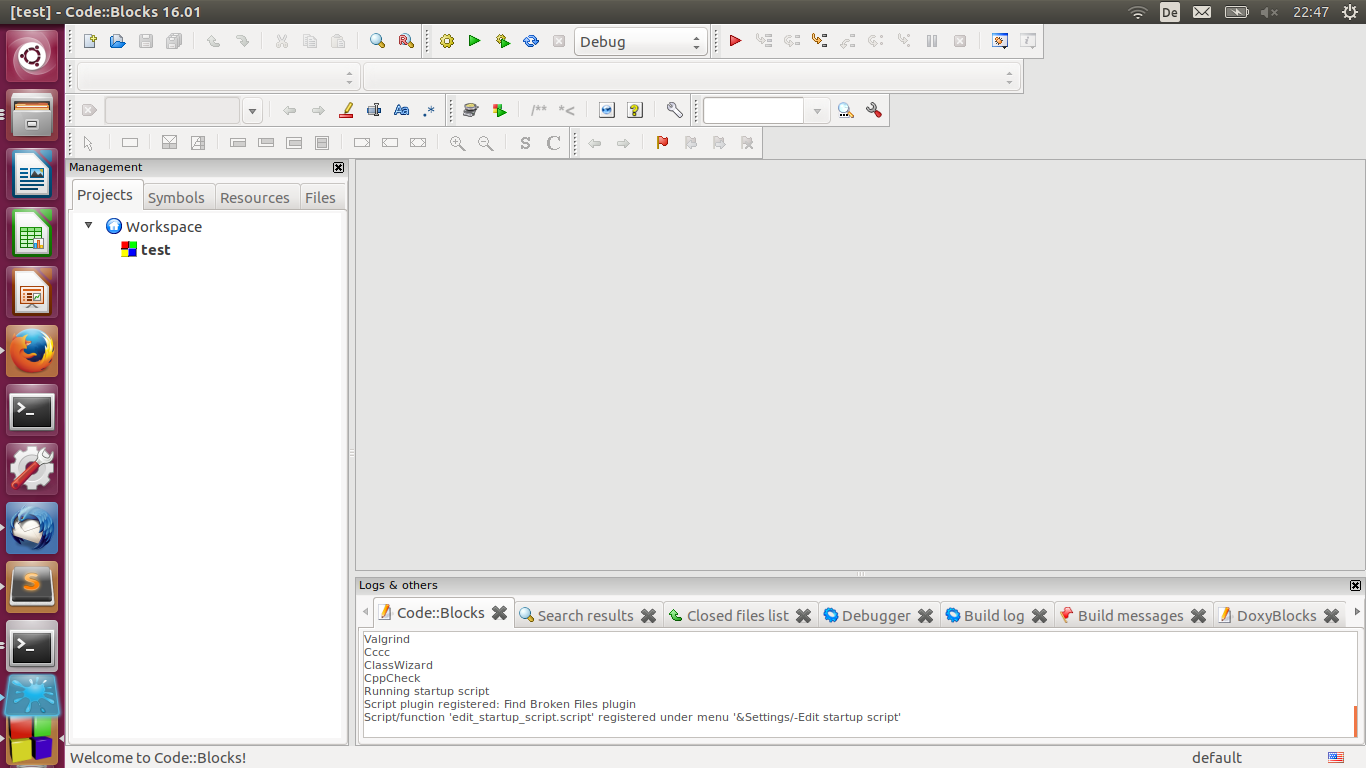 [test] - Code::Blocks 16.01
De
22:47
Debug
/** *<
S C
Management
Projects Symbols Resources Files
Workspace
test
Logs & others
Code::Blocks Search results Closed files list Debugger Build log Build messages DoxyBlocks
Valgrind
Cccc
ClassWizard
CppCheck
Running startup script
Script plugin registered: Find Broken Files plugin
Script/function 'edit_startup_script.script' registered under menu '&Settings/-Edit startup script'
Welcome to Code::Blocks!
default